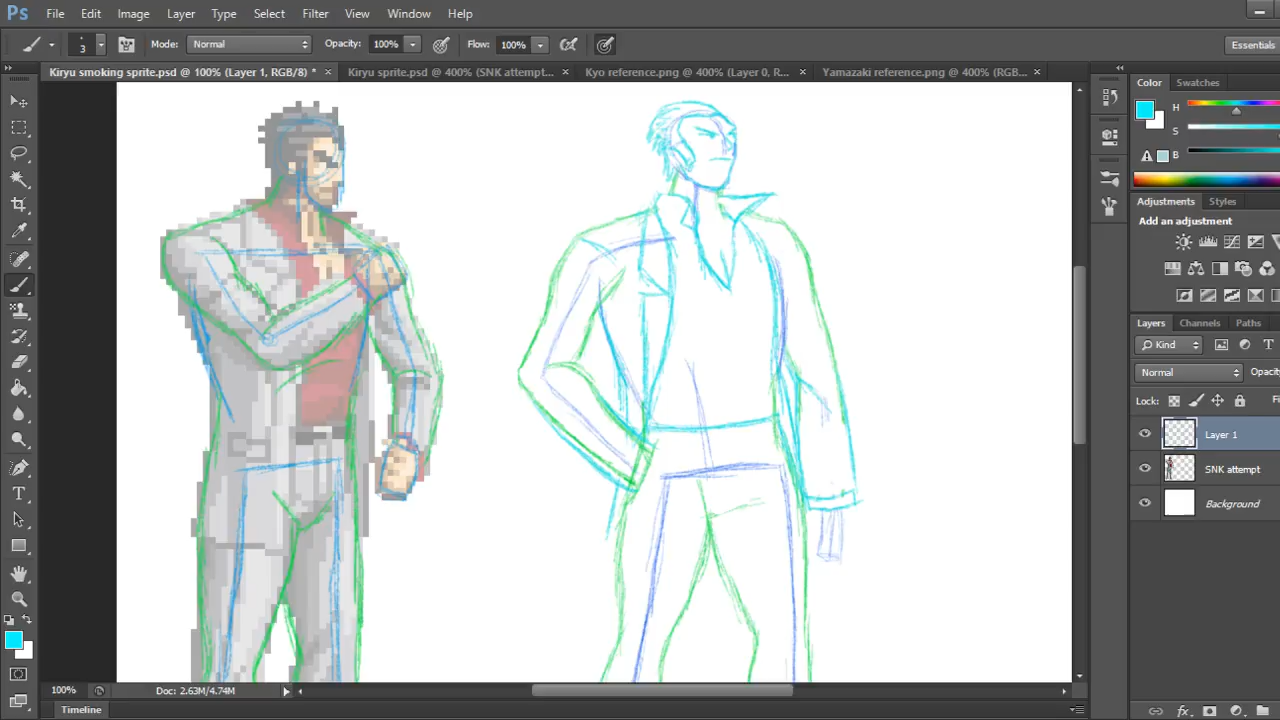 Ps File Edit Image Layer Type Select Filter View Window Help
3 Mode: Normal Opacity: 100% Flow: 100% Essentials
Kiryu smoking sprite.psd @ 100% (Layer 1, RGB/8) * × Kiryu sprite.psd @ 400% (SNK attempt... × Kyo reference.png @ 400% (Layer 0, R... × Yamazaki reference.png @ 400% (RGB... ×
Color Swatches
H
S
B
Adjustments Styles
Add an adjustment
Layers Channels Paths
Kind
Normal Opacity
Lock: Fi
Layer 1
SNK attempt
Background
100% Doc: 2.63M/4.74M
Timeline